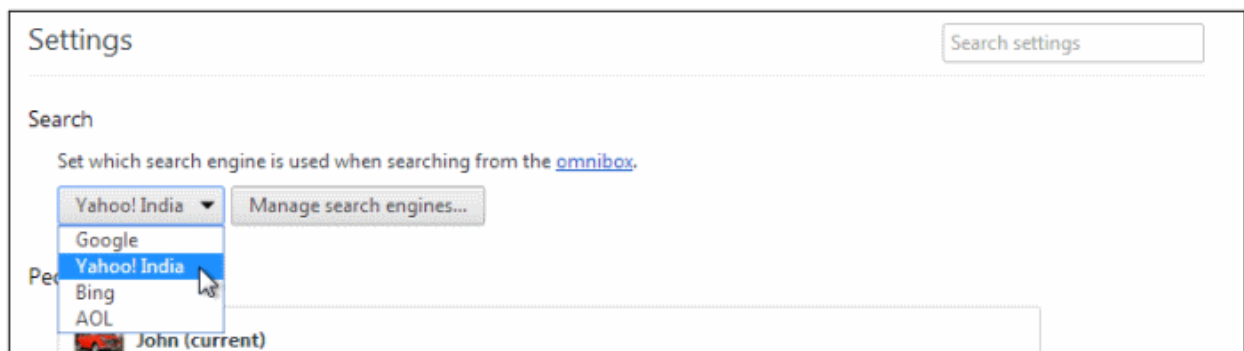 Settings
Search settings
Search
Set which search engine is used when searching from the omnibox.
Yahoo! India
Manage search engines...
Google
Yahoo! India
Bing
AOL
John (current)